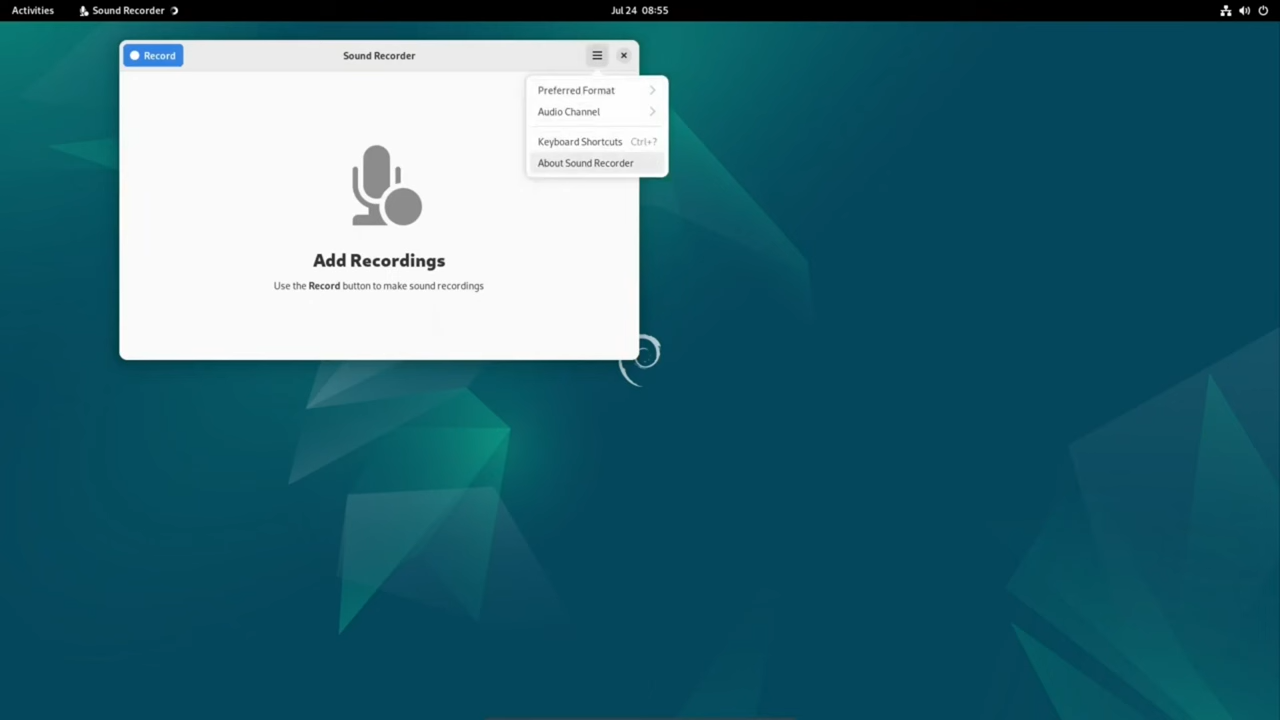 Activities Sound Recorder Jul 24 08:55
Record Sound Recorder
Preferred Format
Audio Channel
Keyboard Shortcuts Ctrl+?
About Sound Recorder
Add Recordings
Use the Record button to make sound recordings